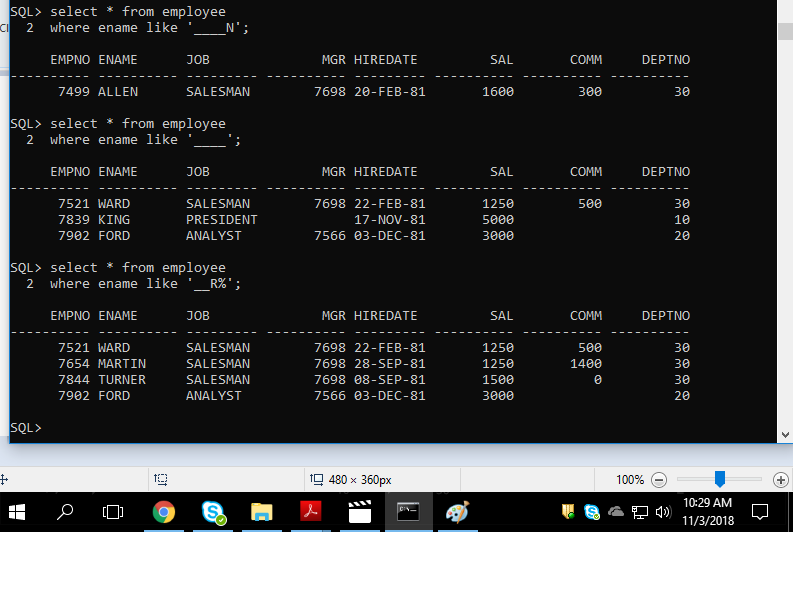 SQL> select * from employee
  2  where ename like '____N';
     EMPNO ENAME      JOB              MGR HIREDATE         SAL       COMM     DEPTNO
---------- ---------- --------- ---------- --------- ---------- ---------- ----------
      7499 ALLEN      SALESMAN        7698 20-FEB-81       1600        300         30
SQL> select * from employee
  2  where ename like '____';
     EMPNO ENAME      JOB              MGR HIREDATE         SAL       COMM     DEPTNO
---------- ---------- --------- ---------- --------- ---------- ---------- ----------
      7521 WARD       SALESMAN        7698 22-FEB-81       1250        500         30
      7839 KING       PRESIDENT            17-NOV-81       5000                    10
      7902 FORD       ANALYST         7566 03-DEC-81       3000                    20
SQL> select * from employee
  2  where ename like '__R%';
     EMPNO ENAME      JOB              MGR HIREDATE         SAL       COMM     DEPTNO
---------- ---------- --------- ---------- --------- ---------- ---------- ----------
      7521 WARD       SALESMAN        7698 22-FEB-81       1250        500         30
      7654 MARTIN     SALESMAN        7698 28-SEP-81       1250       1400         30
      7844 TURNER     SALESMAN        7698 08-SEP-81       1500          0         30
      7902 FORD       ANALYST         7566 03-DEC-81       3000                    20
SQL>
480 × 360px
100%
10:29 AM
11/3/2018